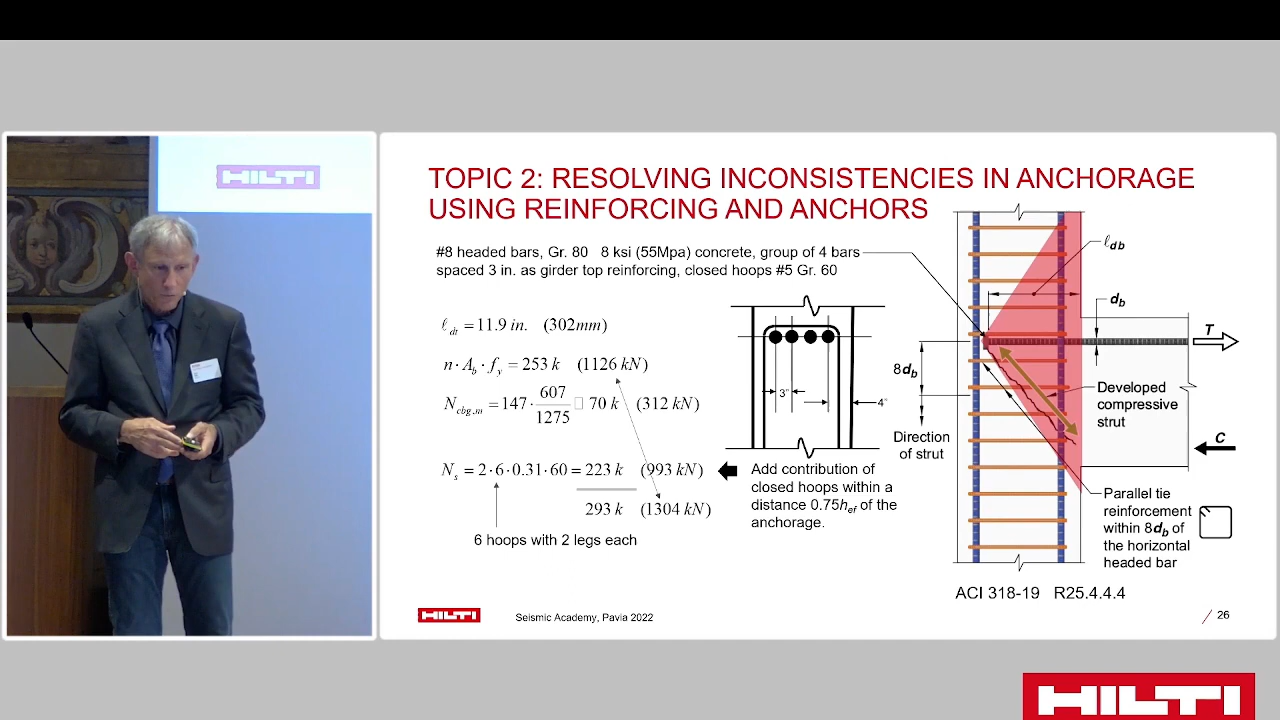 HILTI
TOPIC 2: RESOLVING INCONSISTENCIES IN ANCHORAGE
USING REINFORCING AND ANCHORS
#8 headed bars, Gr. 80   8 ksi (55Mpa) concrete, group of 4 bars
spaced 3 in. as girder top reinforcing, closed hoops #5 Gr. 60
ℓdt = 11.9 in. (302mm)
n·Ab·fy = 253 k (1126 kN)
Ncbg.m = 147· 607/1275 □ 70 k (312 kN)
Ns = 2·6·0.31·60 = 223 k (993 kN)
293 k (1304 kN)
6 hoops with 2 legs each
3"
4"
Add contribution of
closed hoops within a
distance 0.75hef of the
anchorage.
ℓdb
db
T
8db
Direction
of strut
Developed
compressive
strut
C
Parallel tie
reinforcement
within 8db of
the horizontal
headed bar
ACI 318-19 R25.4.4.4
HILTI
Seismic Academy, Pavia 2022
/ 26
HILTI